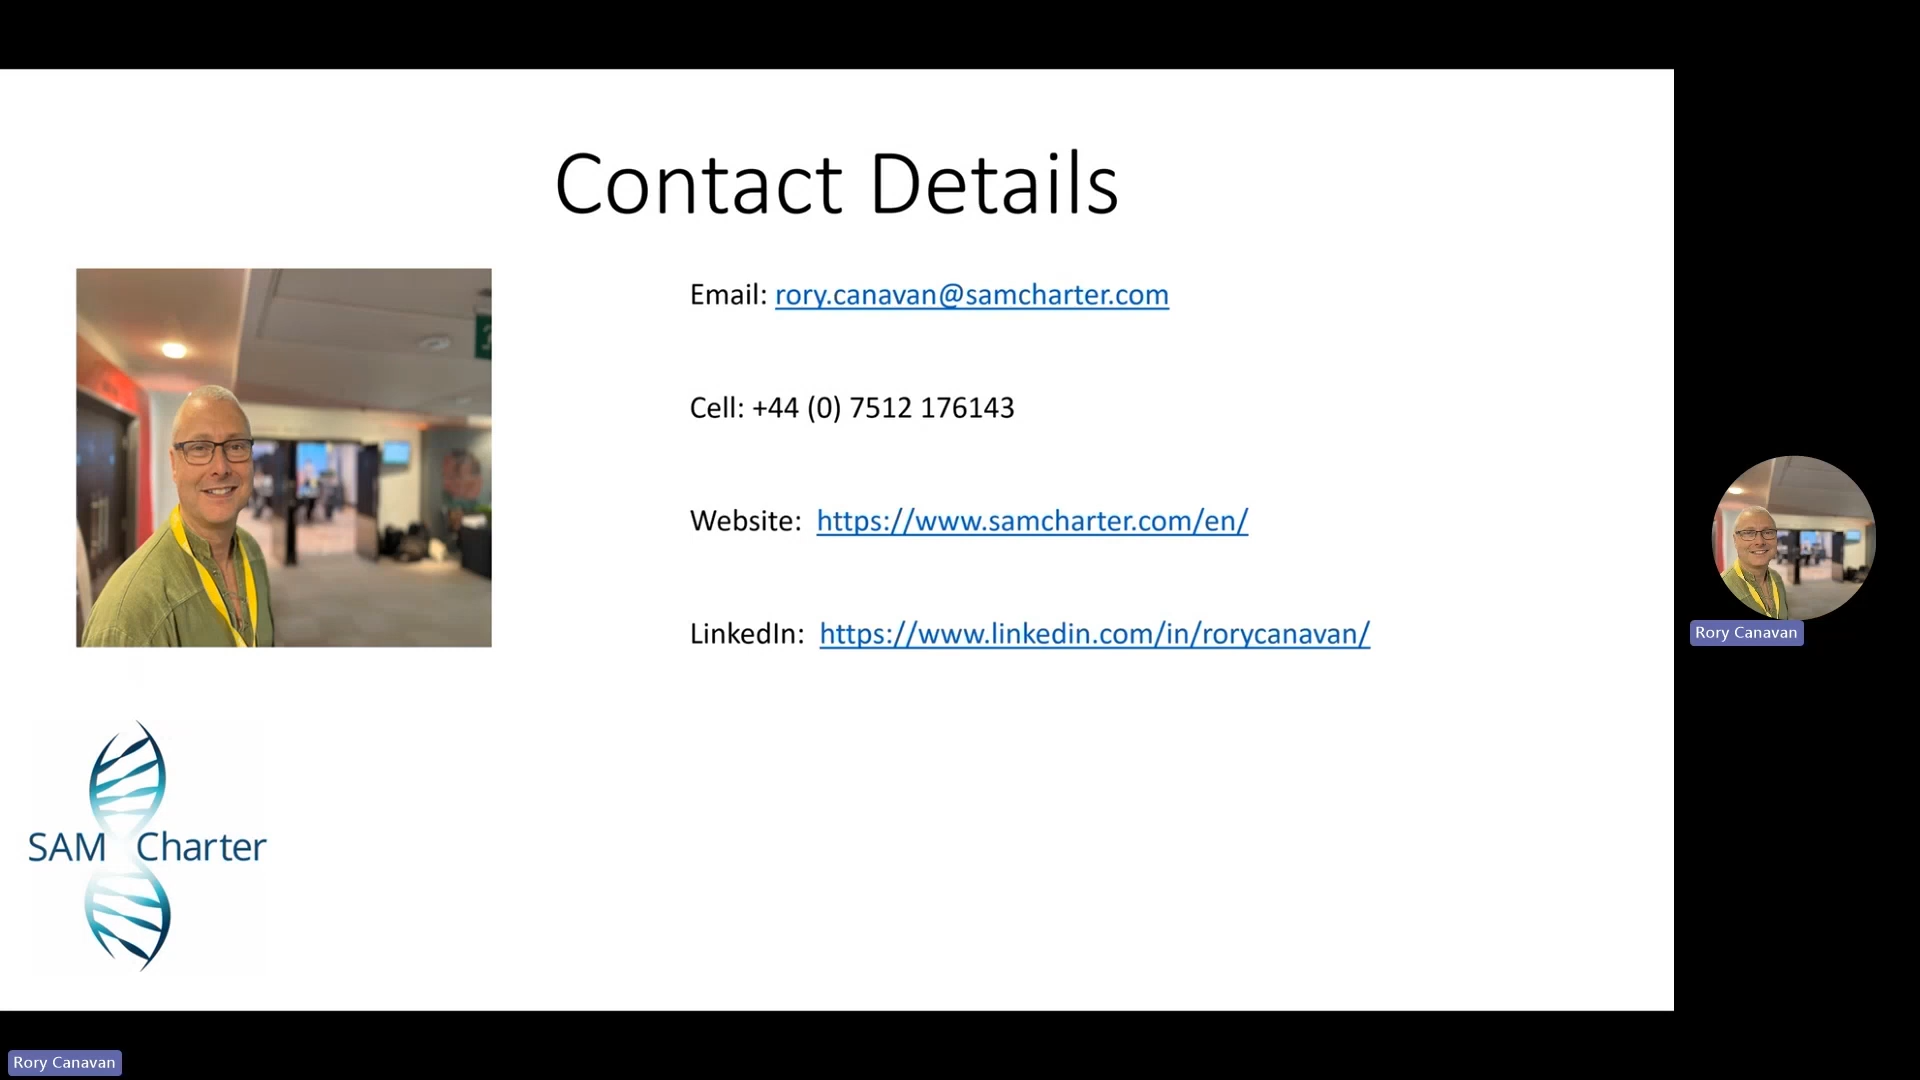 Contact Details
Email: rory.canavan@samcharter.com
Cell: +44 (0) 7512 176143
Website: https://www.samcharter.com/en/
LinkedIn: https://www.linkedin.com/in/rorycanavan/
SAM Charter
Rory Canavan
Rory Canavan